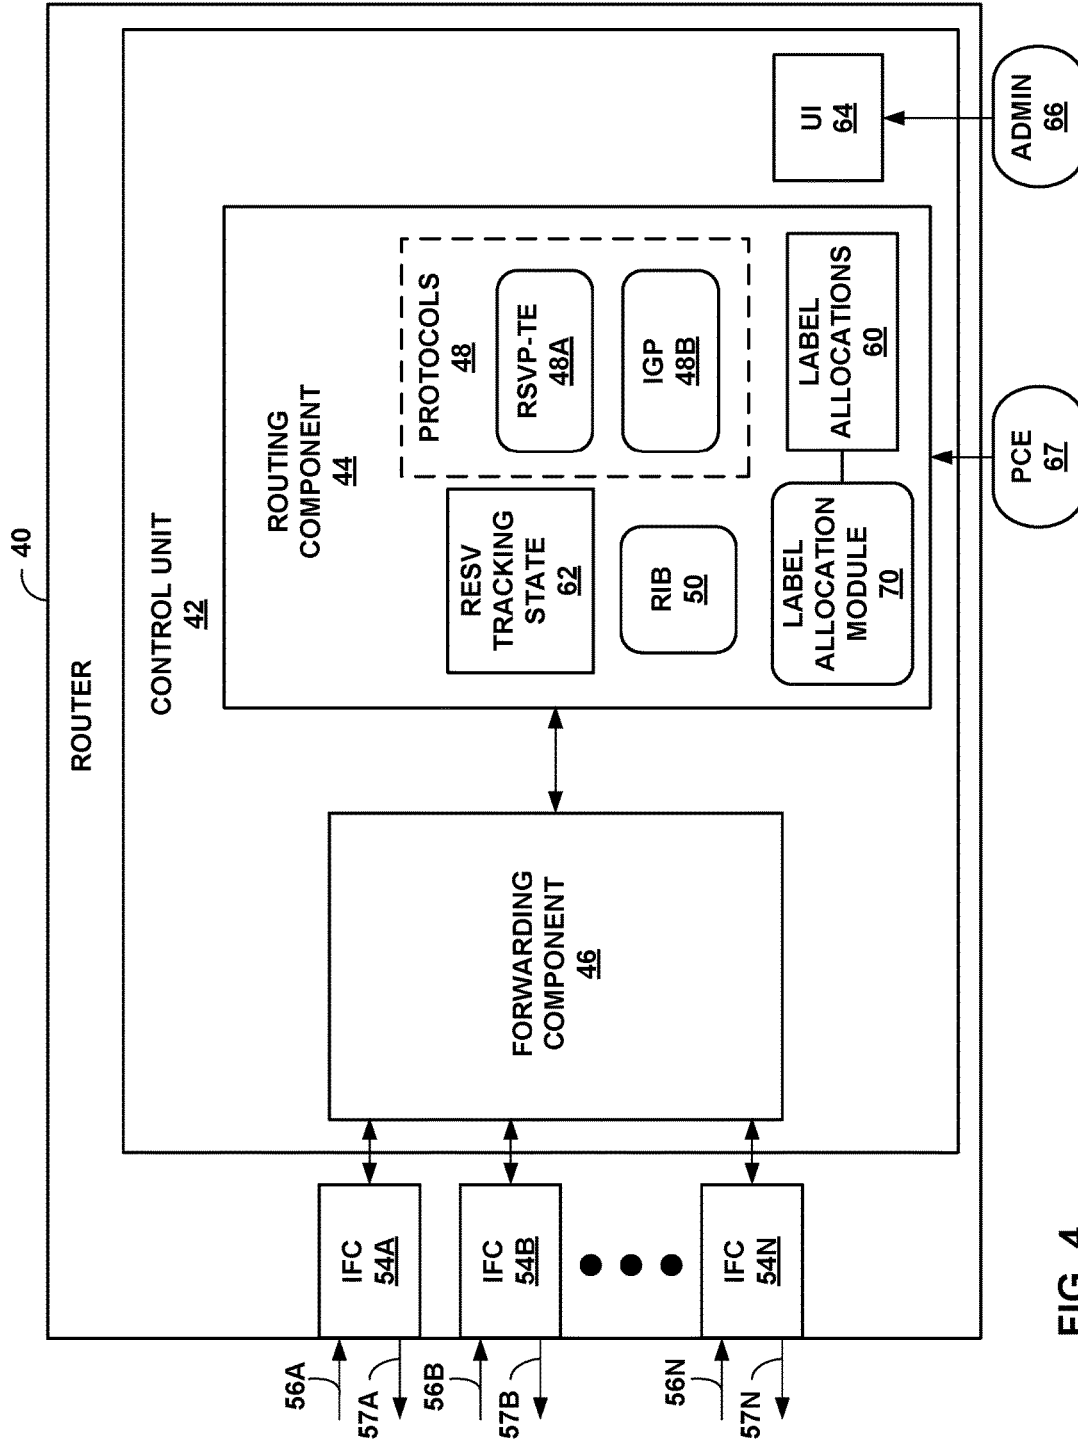 40
ROUTER
CONTROL UNIT
42
ROUTING
COMPONENT
44
PROTOCOLS
48
RSVP-TE
48A
IGP
48B
RESV
TRACKING
STATE
62
RIB
50
LABEL
ALLOCATION
MODULE
70
LABEL
ALLOCATIONS
60
UI
64
ADMIN
66
PCE
67
FORWARDING
COMPONENT
46
IFC
54A
IFC
54B
IFC
54N
56A
57A
56B
57B
56N
57N
FIG. 4